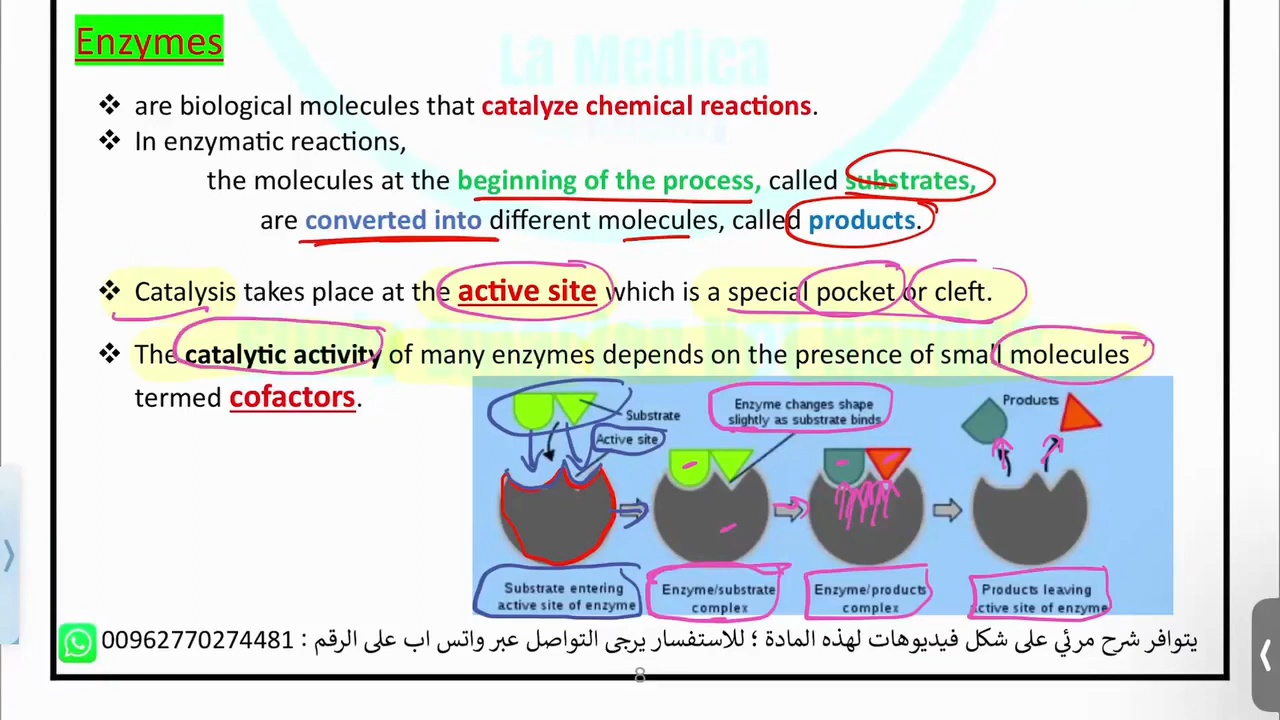 Enzymes
La Medica
❖ are biological molecules that catalyze chemical reactions.
❖ In enzymatic reactions,
the molecules at the beginning of the process, called substrates,
are converted into different molecules, called products.
❖ Catalysis takes place at the active site which is a special pocket or cleft.
❖ The catalytic activity of many enzymes depends on the presence of small molecules
termed cofactors.
Substrate
Active site
Enzyme changes shape
slightly as substrate binds
Products
Substrate entering
active site of enzyme
Enzyme/substrate
complex
Enzyme/products
complex
Products leaving
active site of enzyme
يتوافر شرح مرئي على شكل فيديوهات لهذه المادة ؛ للاستفسار يرجى التواصل عبر واتس اب على الرقم : 00962770274481
8